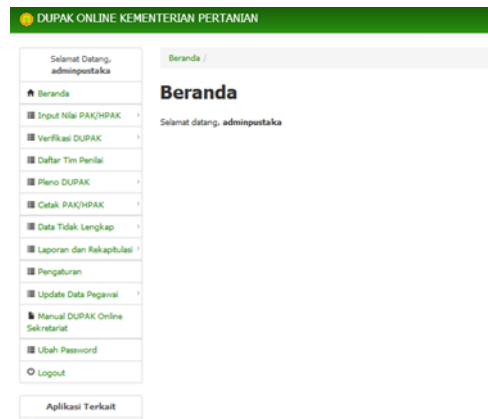 DUPAK ONLINE KEMENTERIAN PERTANIAN
Selamat Datang,
adminpustaka
Beranda
Input Nilai PAK/HPAK
Verifikasi DUPAK
Daftar Tim Penilai
Pleno DUPAK
Cetak PAK/HPAK
Data Tidak Lengkap
Laporan dan Rekapitulasi
Pengaturan
Update Data Pegawai
Manual DUPAK Online
Sekretariat
Ubah Password
Logout
Aplikasi Terkait
Beranda /
Beranda
Selamat datang, adminpustaka